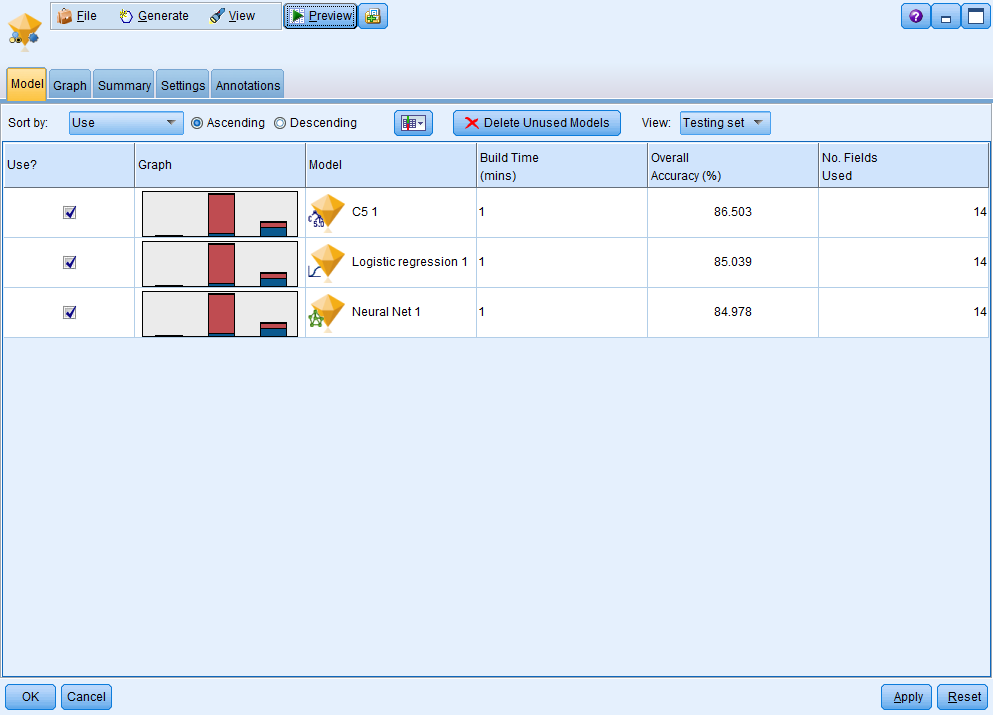 File Generate View Preview
Model Graph Summary Settings Annotations
Sort by: Use Ascending Descending Delete Unused Models View: Testing set
Use? Graph Model Build Time (mins) Overall Accuracy (%) No. Fields Used
C5 1 1 86.503 14
Logistic regression 1 1 85.039 14
Neural Net 1 1 84.978 14
OK Cancel Apply Reset